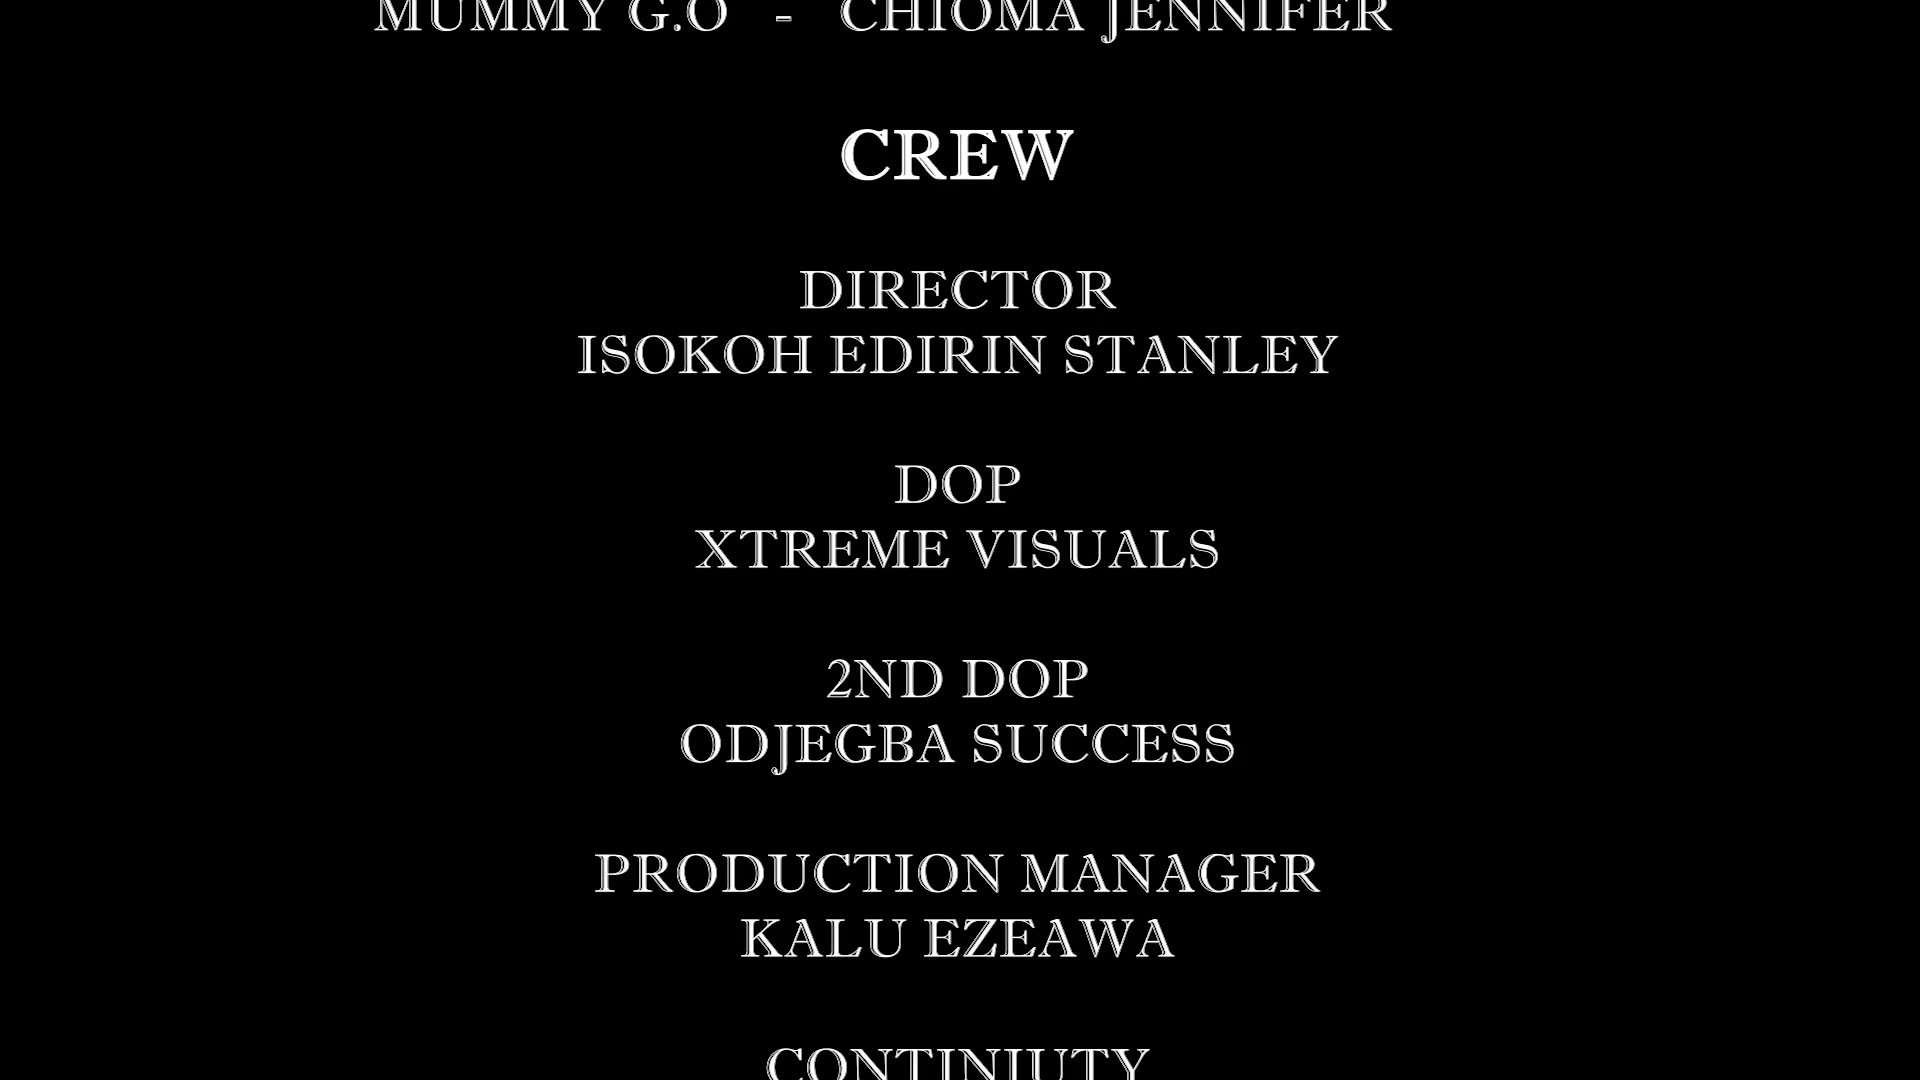 MUMMY G.O - CHIOMA JENNIFER
CREW
DIRECTOR
ISOKOH EDIRIN STANLEY
DOP
XTREME VISUALS
2ND DOP
ODJEGBA SUCCESS
PRODUCTION MANAGER
KALU EZEAWA
CONTINIUTY